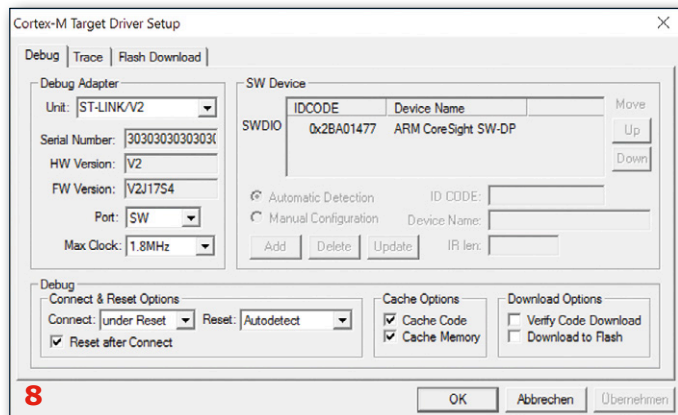 Cortex-M Target Driver Setup
Debug Trace Flash Download
Debug Adapter
Unit: ST-LINK/V2
Serial Number: 303030303030303(
HW Version: V2
FW Version: V2J17S4
Port: SW
Max Clock: 1.8MHz
SW Device
IDCODE Device Name Move
SWDIO 0x2BA01477 ARM CoreSight SW-DP Up
Down
Automatic Detection ID CODE:
Manual Configuration Device Name:
Add Delete Update IR len:
Debug
Connect & Reset Options
Connect: under Reset Reset: Autodetect
Reset after Connect
Cache Options
Cache Code
Cache Memory
Download Options
Verify Code Download
Download to Flash
8
OK Abbrechen Übernehmen